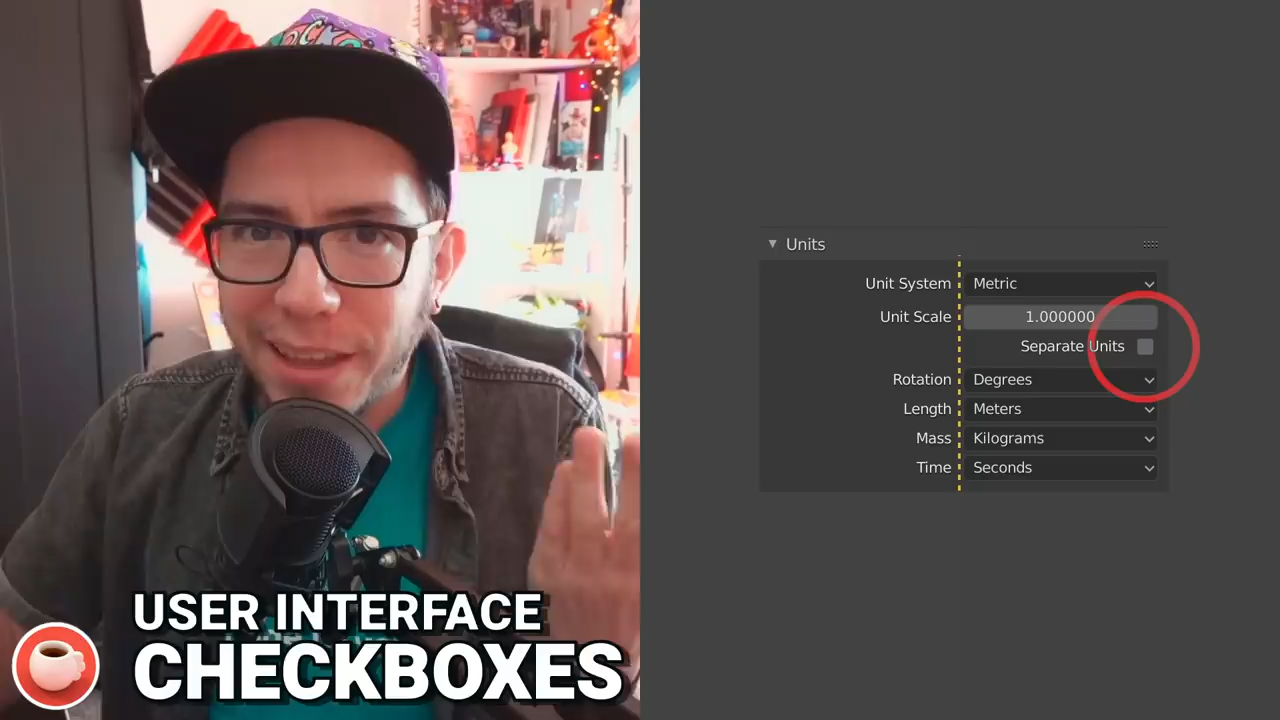 USER INTERFACE
CHECKBOXES
Units
Unit System Metric
Unit Scale 1.000000
Separate Units
Rotation Degrees
Length Meters
Mass Kilograms
Time Seconds